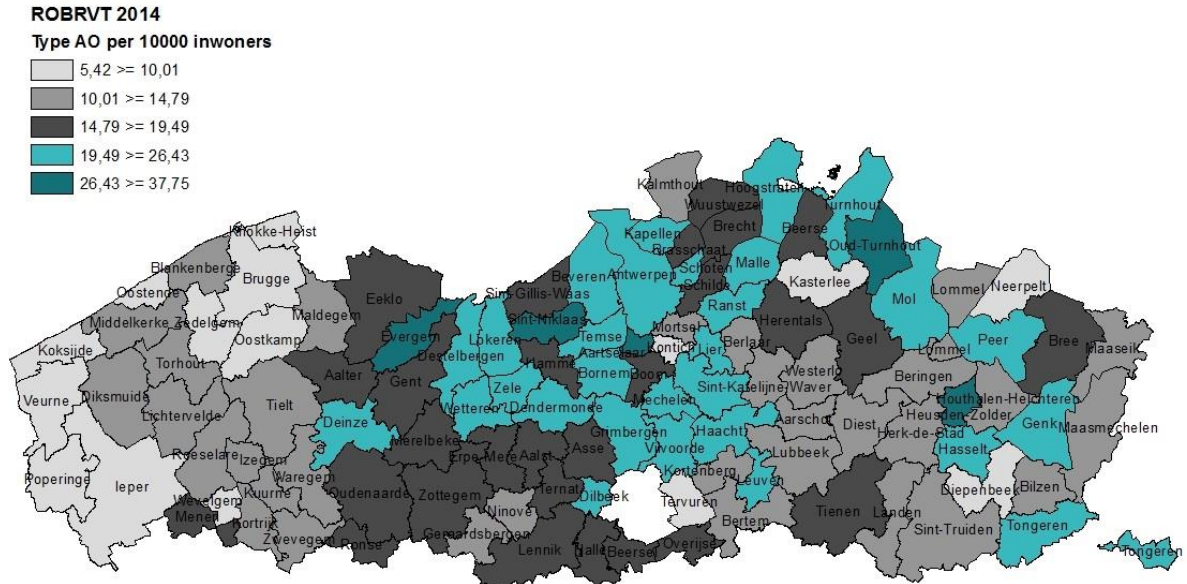 ROBRVT 2014
Type AO per 10000 inwoners
5,42 >= 10,01
10,01 >= 14,79
14,79 >= 19,49
19,49 >= 26,43
26,43 >= 37,75
Kalmthout
Hoogstraten
Wuustwezel
Turnhout
Brecht
Beerse
Knokke-Heist
Kapellen
Brasschaat
Oud-Turnhout
Blankenberge
Brugge
Beveren
Antwerpen
Schoten
Malle
Schilde
Kasterlee
Oostende
Eeklo
Sint-Gillis-Waas
Ranst
Mol
Lommel
Neerpelt
Middelkerke
Zedelgem
Maldegem
Sint-Niklaas
Mortsel
Herentals
Oostkamp
Evergem
Lokeren
Temse
Kontich
Lier
Berlaar
Geel
Peer
Bree
Koksijde
Destelbergen
Aartselaar
Lommel
Maaseik
Torhout
Aalter
Gent
Hamme
Bornem
Boom
Westerlo
Beringen
Veurne
Diksmuide
Zele
Sint-Katelijne-Waver
Houthalen-Helchteren
Lichtervelde
Tielt
Deinze
Wetteren
Dendermonde
Mechelen
Aarschot
Diest
Heusden-Zolder
Genk
Maasmechelen
Merelbeke
Grimbergen
Haacht
Herk-de-Stad
Roeselare
Izegem
Erpe-Mere
Aalst
Asse
Vilvoorde
Lubbeek
Hasselt
Poperinge
Ieper
Waregem
Kortenberg
Leuven
Kuurne
Oudenaarde
Zottegem
Ternat
Dilbeek
Tervuren
Diepenbeek
Bilzen
Wevelgem
Menen
Ninove
Tienen
Landen
Kortrijk
Bertem
Sint-Truiden
Tongeren
Zwevegem
Ronse
Geraardsbergen
Lennik
Halle
Beersel
Overijse
Tongeren